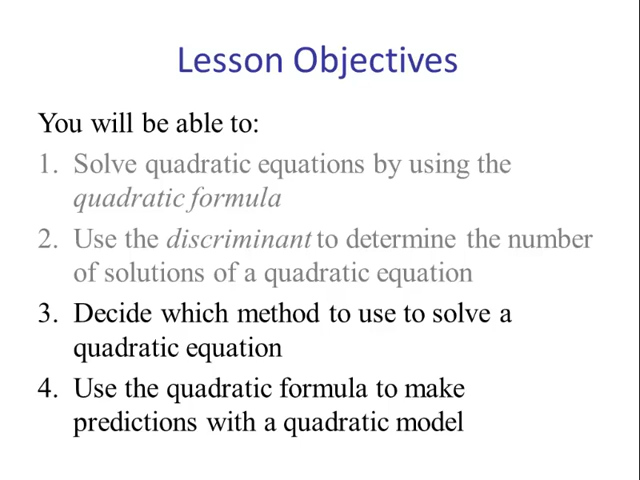 Lesson Objectives
You will be able to:
1. Solve quadratic equations by using the
quadratic formula
2. Use the discriminant to determine the number
of solutions of a quadratic equation
3. Decide which method to use to solve a
quadratic equation
4. Use the quadratic formula to make
predictions with a quadratic model